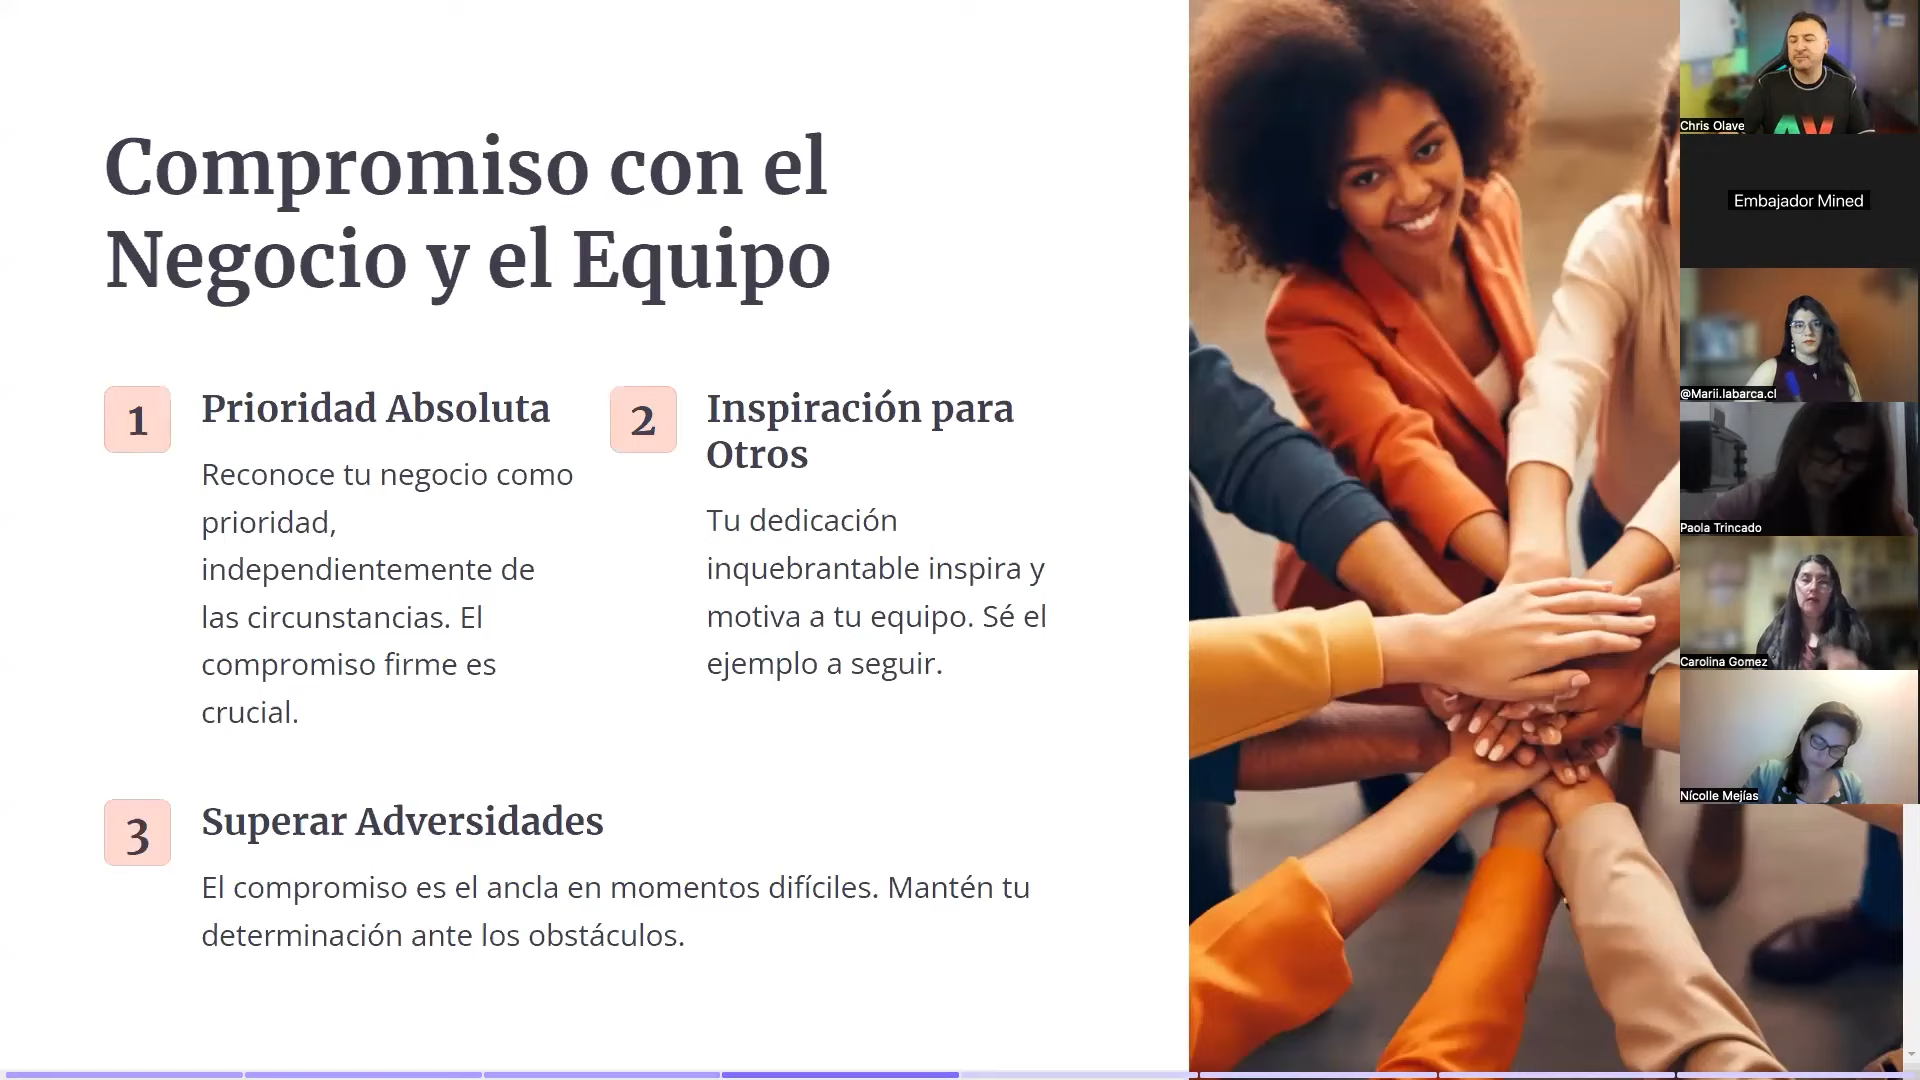 Compromiso con el
Negocio y el Equipo
1
Prioridad Absoluta
Reconoce tu negocio como
prioridad,
independientemente de
las circunstancias. El
compromiso firme es
crucial.
2
Inspiración para
Otros
Tu dedicación
inquebrantable inspira y
motiva a tu equipo. Sé el
ejemplo a seguir.
3
Superar Adversidades
El compromiso es el ancla en momentos difíciles. Mantén tu
determinación ante los obstáculos.
Chris Olave
Embajador Mined
@Marii.labarca.cl
Paola Trincado
Carolina Gomez
Nícolle Mejías